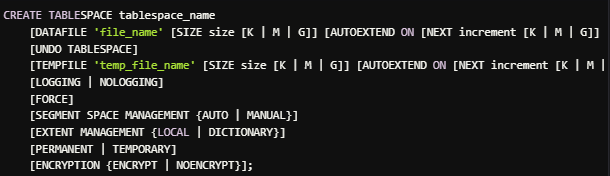 CREATE TABLESPACE tablespace_name
[DATAFILE 'file_name' [SIZE size [K | M | G]] [AUTOEXTEND ON [NEXT increment [K | M | G]]
[UNDO TABLESPACE]
[TEMPFILE 'temp_file_name' [SIZE size [K | M | G]] [AUTOEXTEND ON [NEXT increment [K | M |
[LOGGING | NOLOGGING]
[FORCE]
[SEGMENT SPACE MANAGEMENT {AUTO | MANUAL}]
[EXTENT MANAGEMENT {LOCAL | DICTIONARY}]
[PERMANENT | TEMPORARY]
[ENCRYPTION {ENCRYPT | NOENCRYPT}];